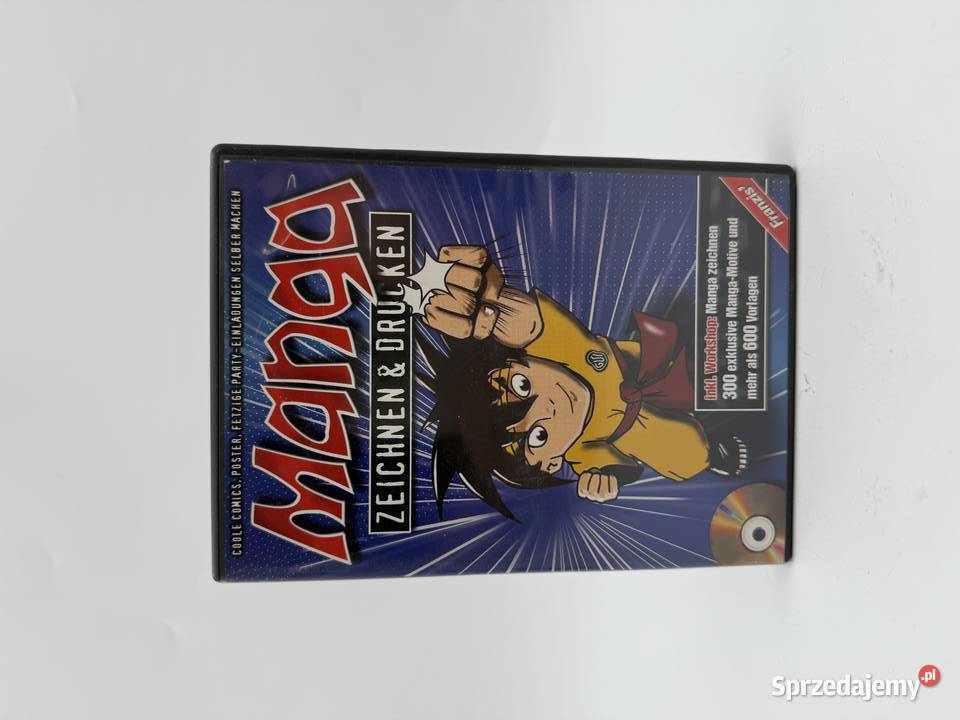 COOLE COMICS, POSTER, FETZIGE PARTY-EINLADUNGEN SELBER MACHEN
Manga
ZEICHNEN & DRUCKEN
Franzis'
Inkl. Workshop: Manga zeichnen
300 exklusive Manga-Motive und
mehr als 600 Vorlagen
Sprzedajemy.pl